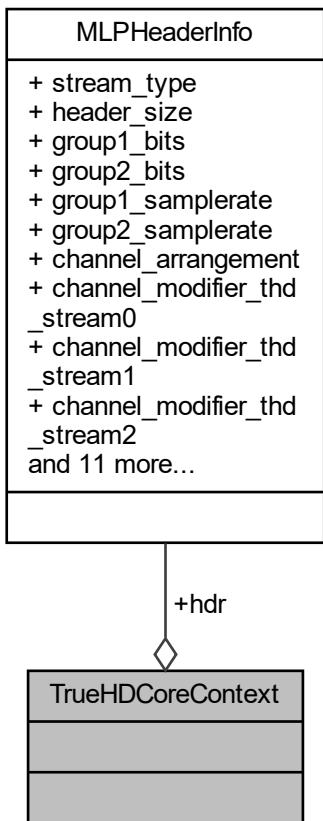 MLPHeaderInfo
+ stream_type
+ header_size
+ group1_bits
+ group2_bits
+ group1_samplerate
+ group2_samplerate
+ channel_arrangement
+ channel_modifier_thd
_stream0
+ channel_modifier_thd
_stream1
+ channel_modifier_thd
_stream2
and 11 more...
+hdr
TrueHDCoreContext